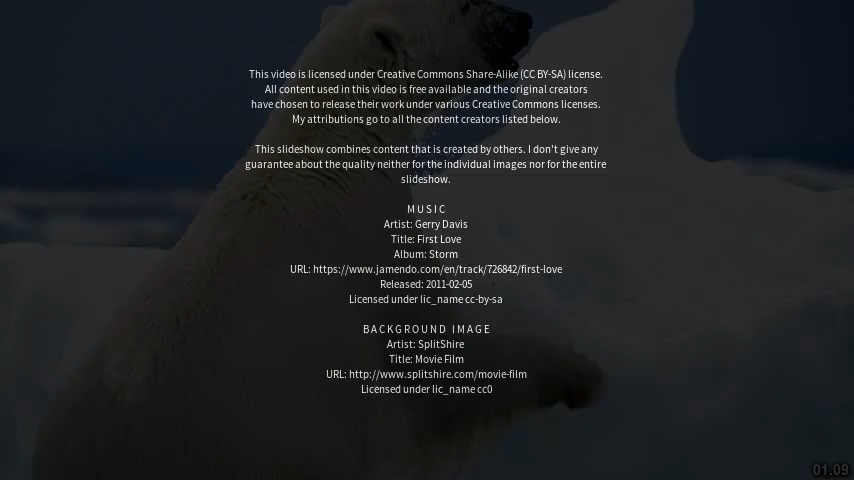 This video is licensed under Creative Commons Share-Alike (CC BY-SA) license.
All content used in this video is free available and the original creators
have chosen to release their work under various Creative Commons licenses.
My attributions go to all the content creators listed below.
This slideshow combines content that is created by others. I don't give any
guarantee about the quality neither for the individual images nor for the entire
slideshow.
MUSIC
Artist: Gerry Davis
Title: First Love
Album: Storm
URL: https://www.jamendo.com/en/track/726842/first-love
Released: 2011-02-05
Licensed under lic_name cc-by-sa
BACKGROUND IMAGE
Artist: SplitShire
Title: Movie Film
URL: http://www.splitshire.com/movie-film
Licensed under lic_name cc0
01.09